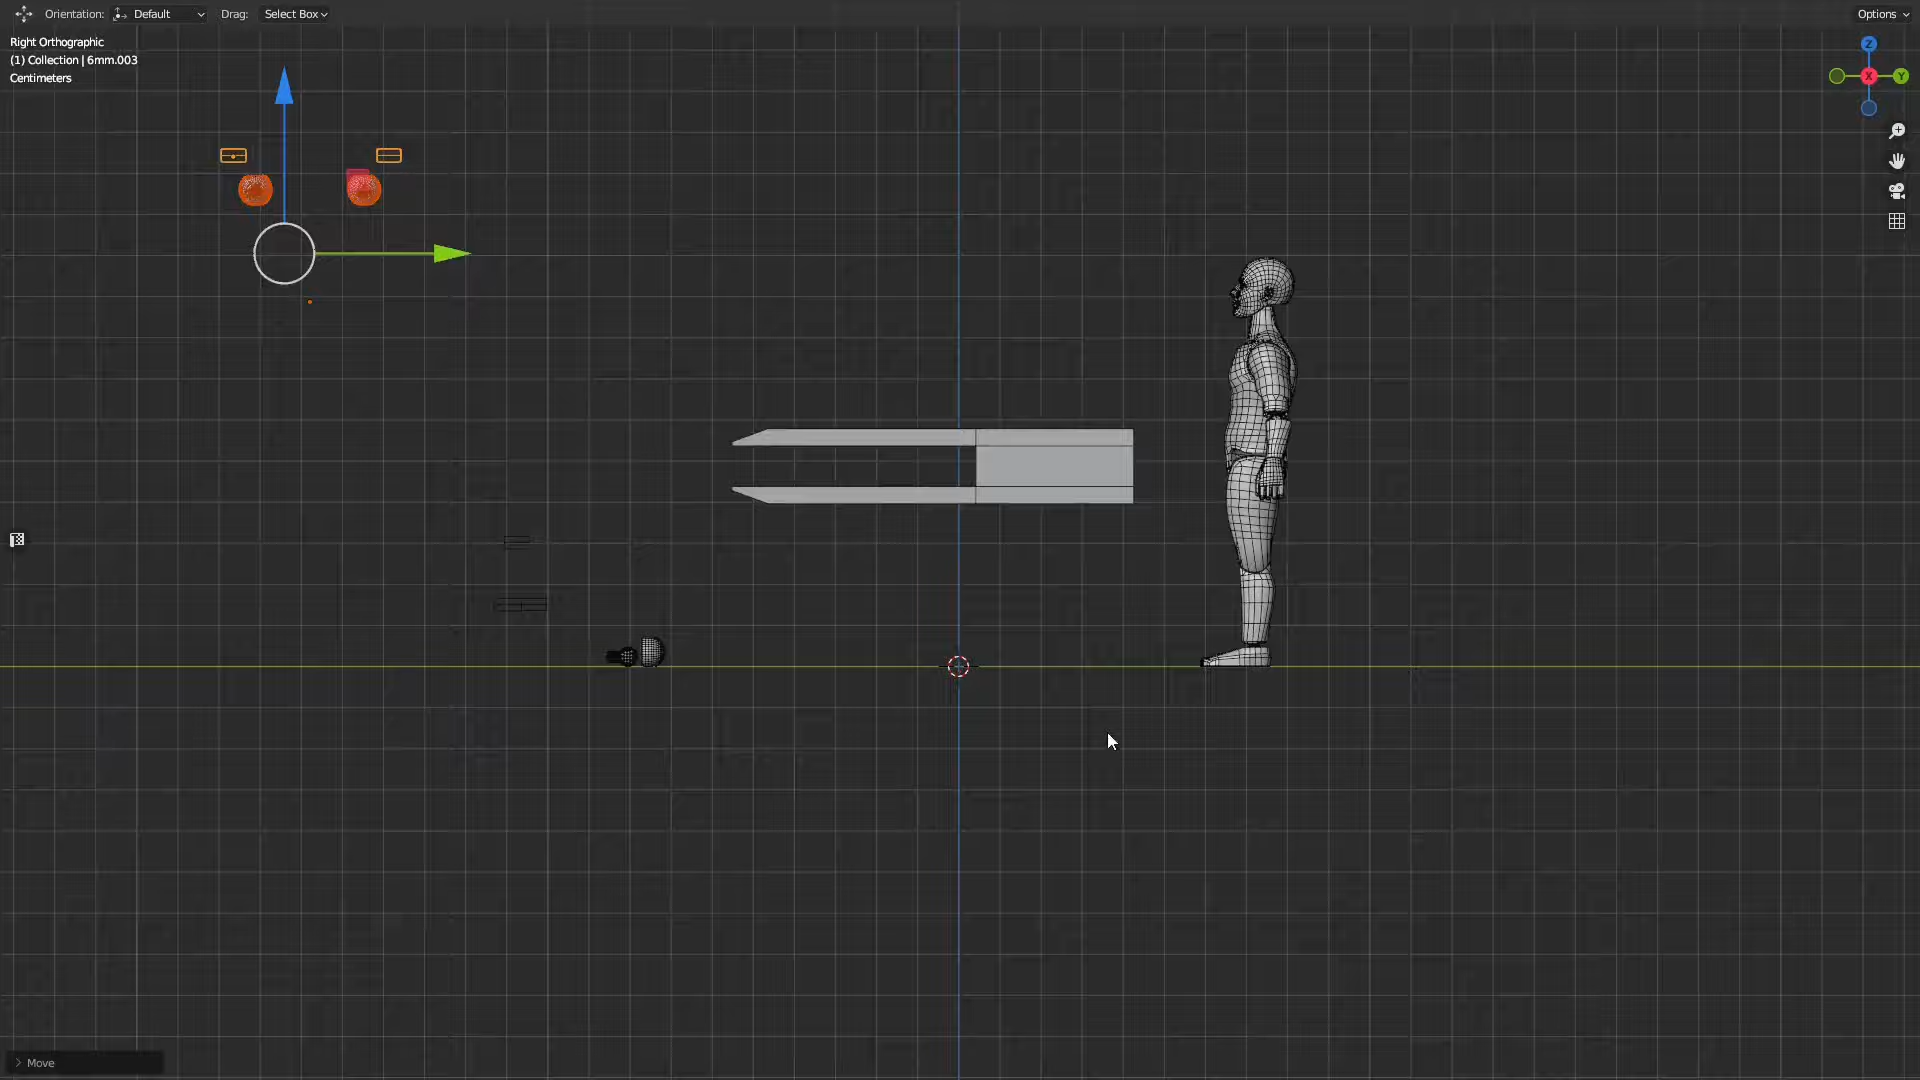 Orientation: Default Drag: Select Box Options
Right Orthographic
(1) Collection | 6mm.003
Centimeters
Z
X
Y
Move